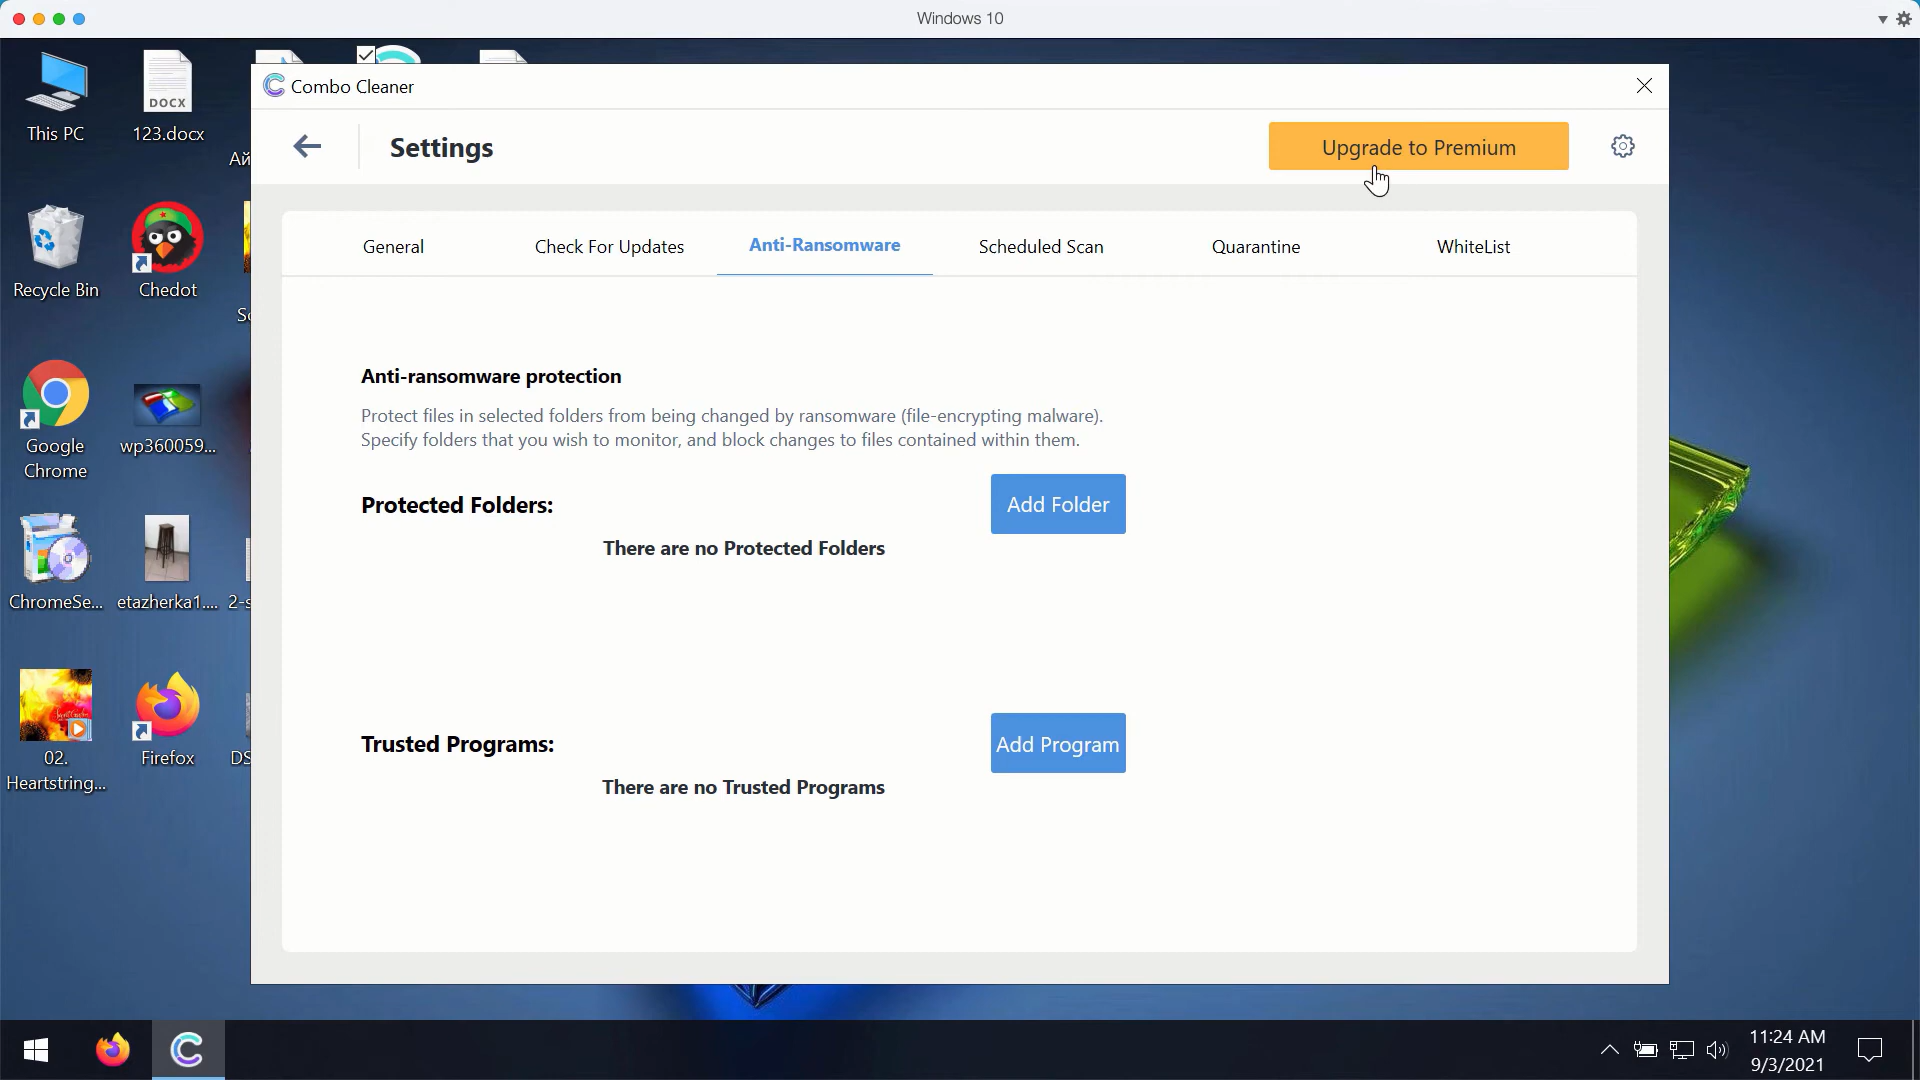 Windows 10
Combo Cleaner
Settings
Upgrade to Premium
General
Check For Updates
Anti-Ransomware
Scheduled Scan
Quarantine
WhiteList
Anti-ransomware protection
Protect files in selected folders from being changed by ransomware (file-encrypting malware).
Specify folders that you wish to monitor, and block changes to files contained within them.
Protected Folders:
Add Folder
There are no Protected Folders
Trusted Programs:
Add Program
There are no Trusted Programs
This PC
DOCX
123.docx
Ай
Recycle Bin
Chedot
So
Google
Chrome
wp360059...
ChromeSe...
etazherka1....
2-s
02.
Heartstring...
Firefox
DS
11:24 AM
9/3/2021